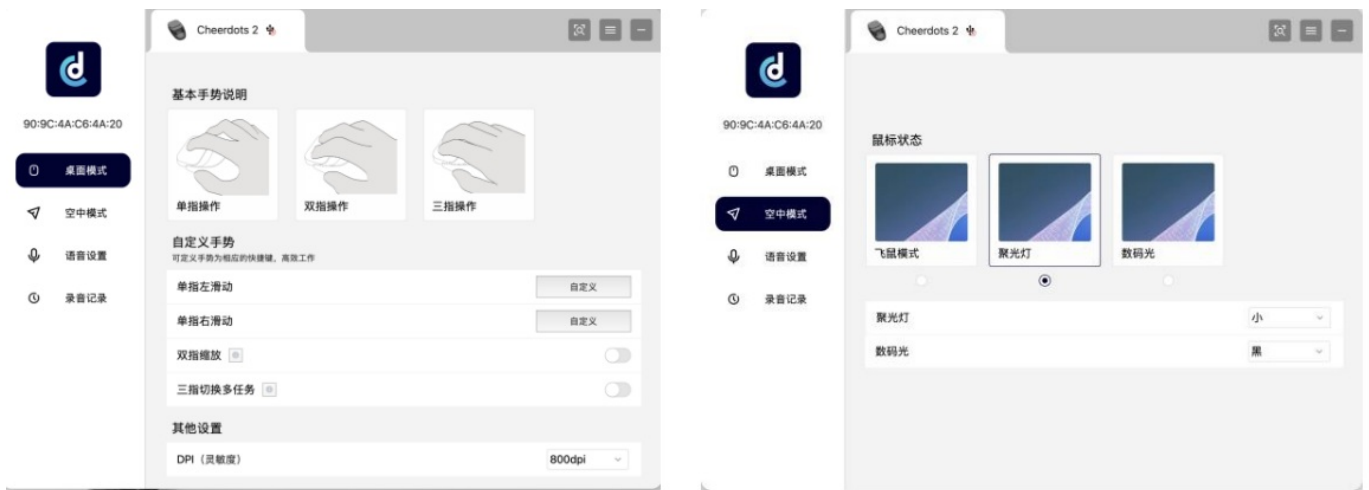 Cheerdots 2
90:9C:4A:C6:4A:20
桌面模式
空中模式
语音设置
录音记录
基本手势说明
单指操作 双指操作 三指操作
自定义手势
可定义手势为相应的快捷键，高效工作
单指左滑动 自定义
单指右滑动 自定义
双指缩放
三指切换多任务
其他设置
DPI（灵敏度） 800dpi
Cheerdots 2
90:9C:4A:C6:4A:20
桌面模式
空中模式
语音设置
录音记录
鼠标状态
飞鼠模式 聚光灯 数码光
聚光灯 小
数码光 黑